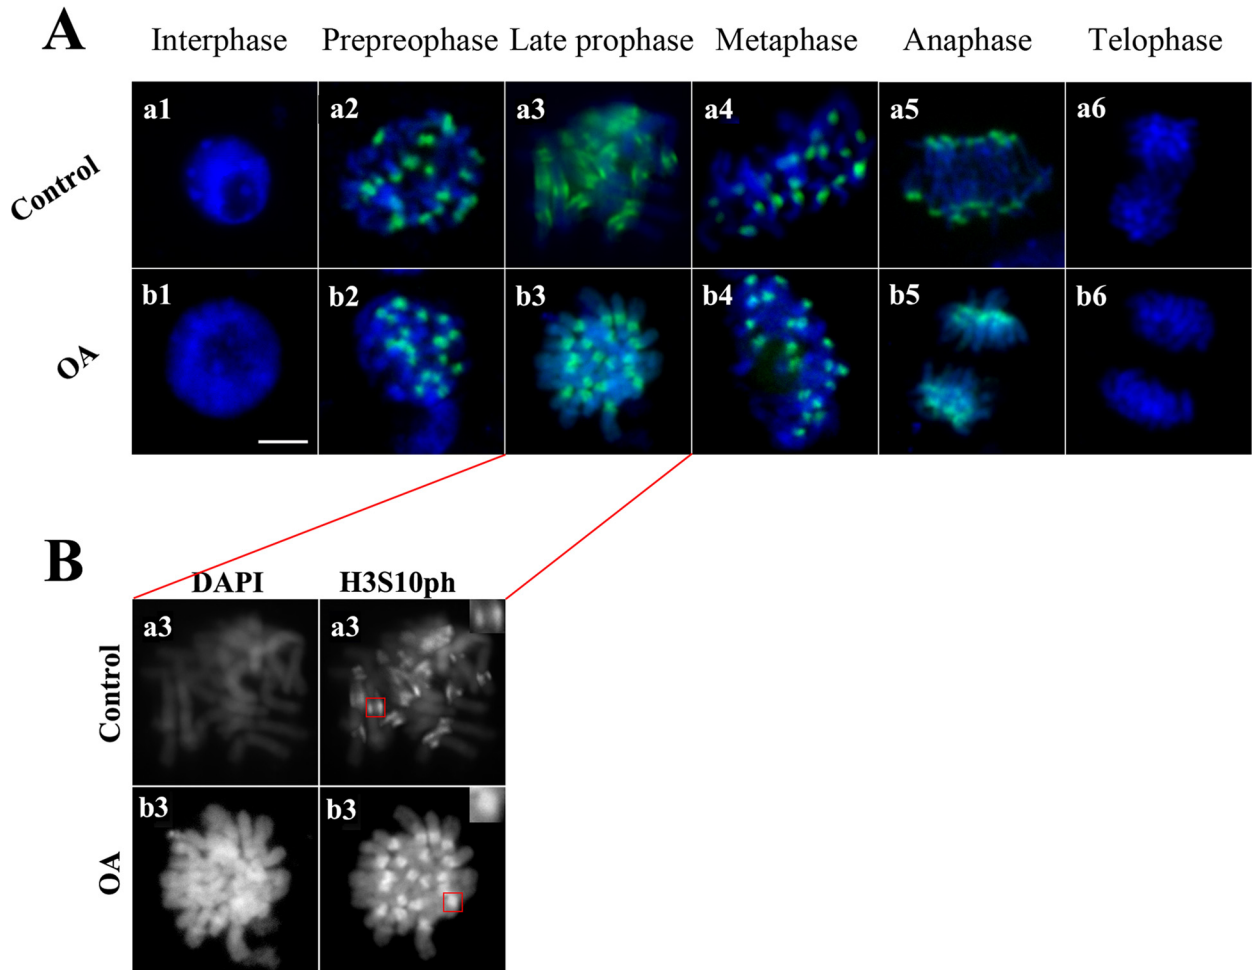 A
Interphase Prepreophase Late prophase Metaphase Anaphase Telophase
Control
a1 a2 a3 a4 a5 a6
OA
b1 b2 b3 b4 b5 b6
B
DAPI H3S10ph
Control
a3 a3
OA
b3 b3